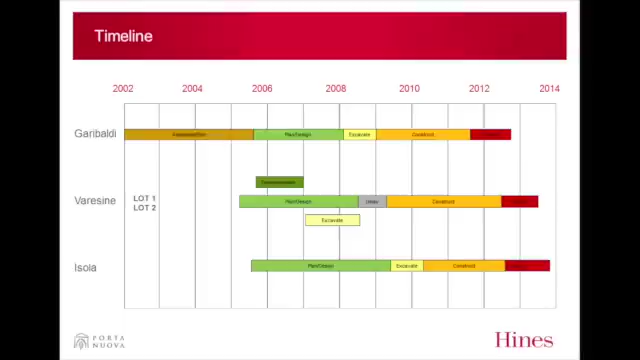 Timeline
2002 2004 2006 2008 2010 2012 2014
Garibaldi Plan/Design Excavate Construct
Varesine LOT 1 Plan/Design Construct
LOT 2
Excavate
Isola Plan/Design Excavate Construct
PORTA
NUOVA
Hines